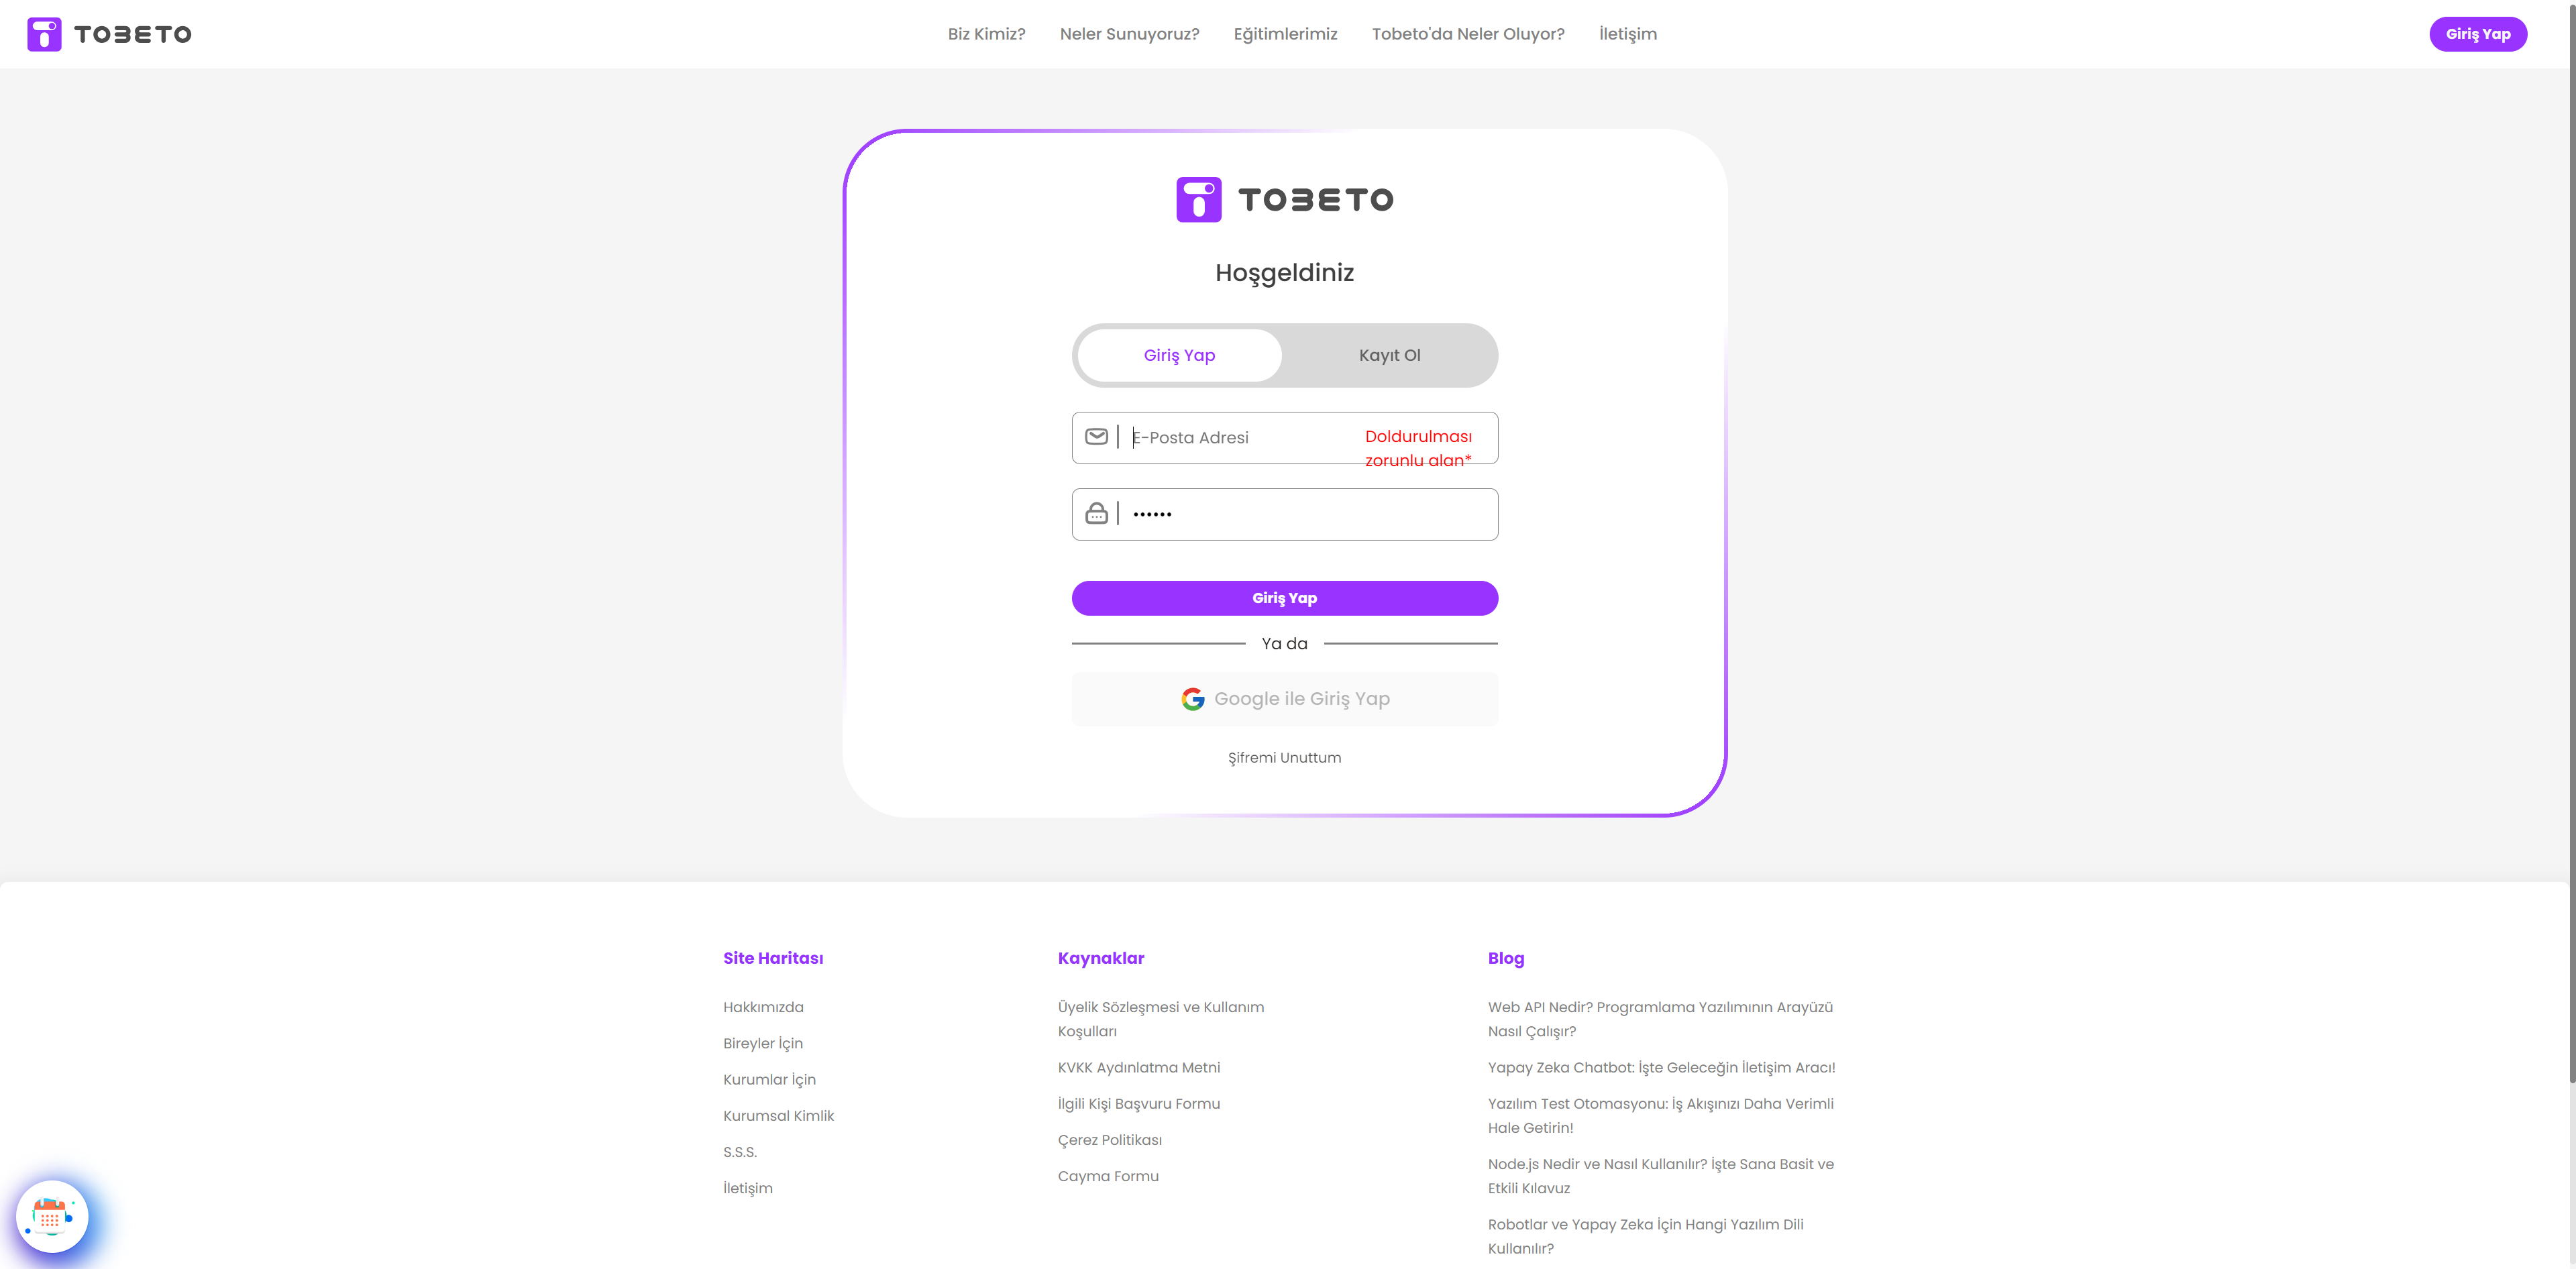 TOBETO
Biz Kimiz?
Neler Sunuyoruz?
Eğitimlerimiz
Tobeto'da Neler Oluyor?
İletişim
Giriş Yap
TOBETO
Hoşgeldiniz
Giriş Yap
Kayıt Ol
E-Posta Adresi
Doldurulması
zorunlu alan*
••••••
Giriş Yap
Ya da
Google ile Giriş Yap
Şifremi Unuttum
Site Haritası
Hakkımızda
Bireyler İçin
Kurumlar İçin
Kurumsal Kimlik
S.S.S.
İletişim
Kaynaklar
Üyelik Sözleşmesi ve Kullanım
Koşulları
KVKK Aydınlatma Metni
İlgili Kişi Başvuru Formu
Çerez Politikası
Cayma Formu
Blog
Web API Nedir? Programlama Yazılımının Arayüzü
Nasıl Çalışır?
Yapay Zeka Chatbot: İşte Geleceğin İletişim Aracı!
Yazılım Test Otomasyonu: İş Akışınızı Daha Verimli
Hale Getirin!
Node.js Nedir ve Nasıl Kullanılır? İşte Sana Basit ve
Etkili Kılavuz
Robotlar ve Yapay Zeka İçin Hangi Yazılım Dili
Kullanılır?